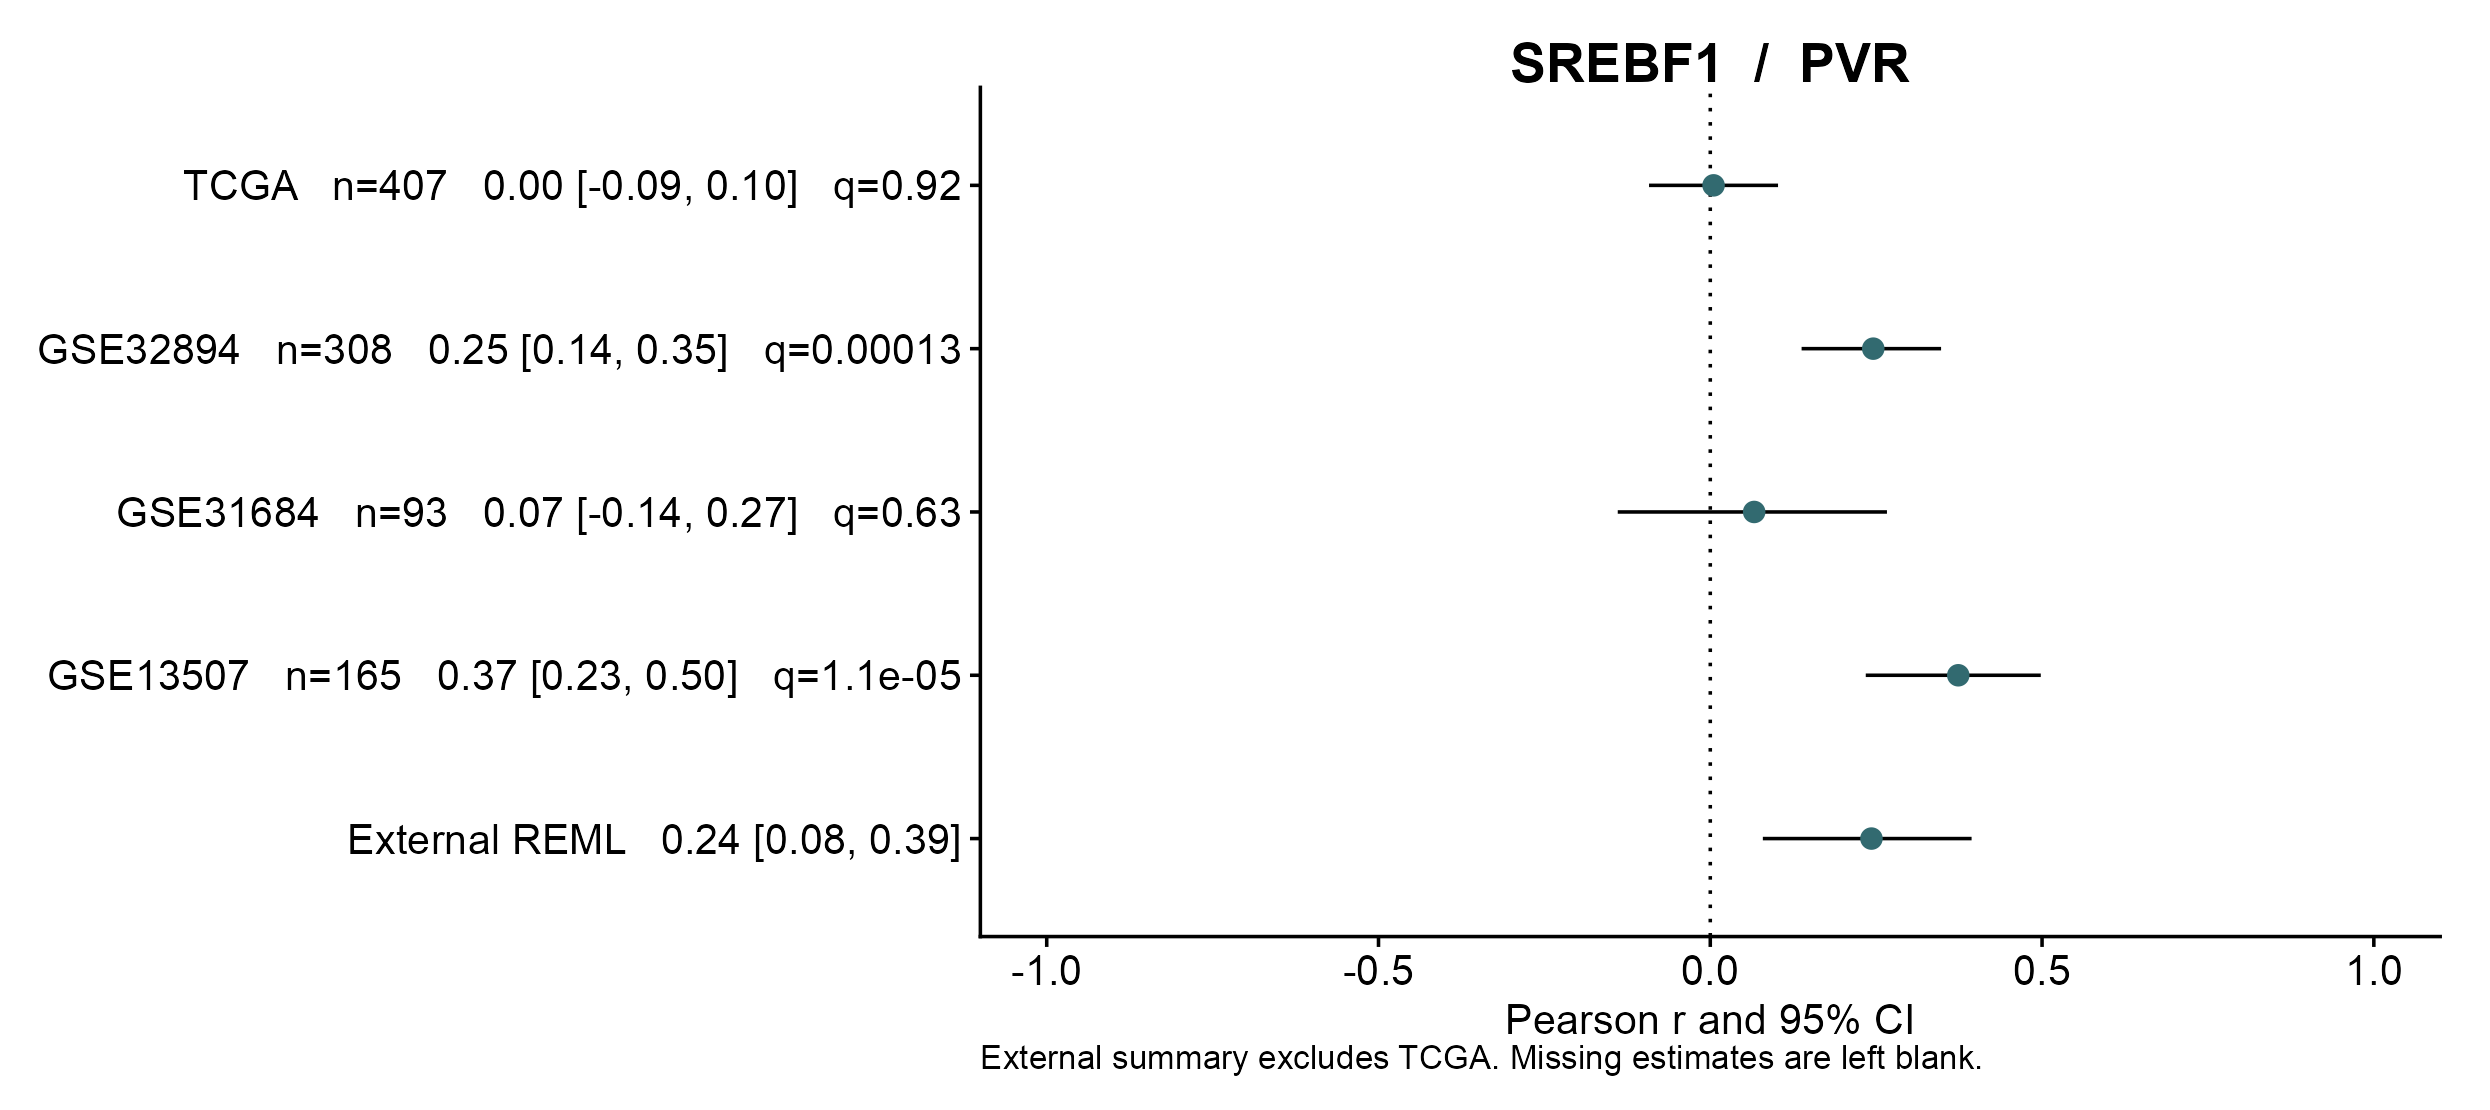 SREBF1 / PVR
TCGA n=407 0.00 [-0.09, 0.10] q=0.92
GSE32894 n=308 0.25 [0.14, 0.35] q=0.00013
GSE31684 n=93 0.07 [-0.14, 0.27] q=0.63
GSE13507 n=165 0.37 [0.23, 0.50] q=1.1e-05
External REML 0.24 [0.08, 0.39]
-1.0 -0.5 0.0 0.5 1.0
Pearson r and 95% CI
External summary excludes TCGA. Missing estimates are left blank.